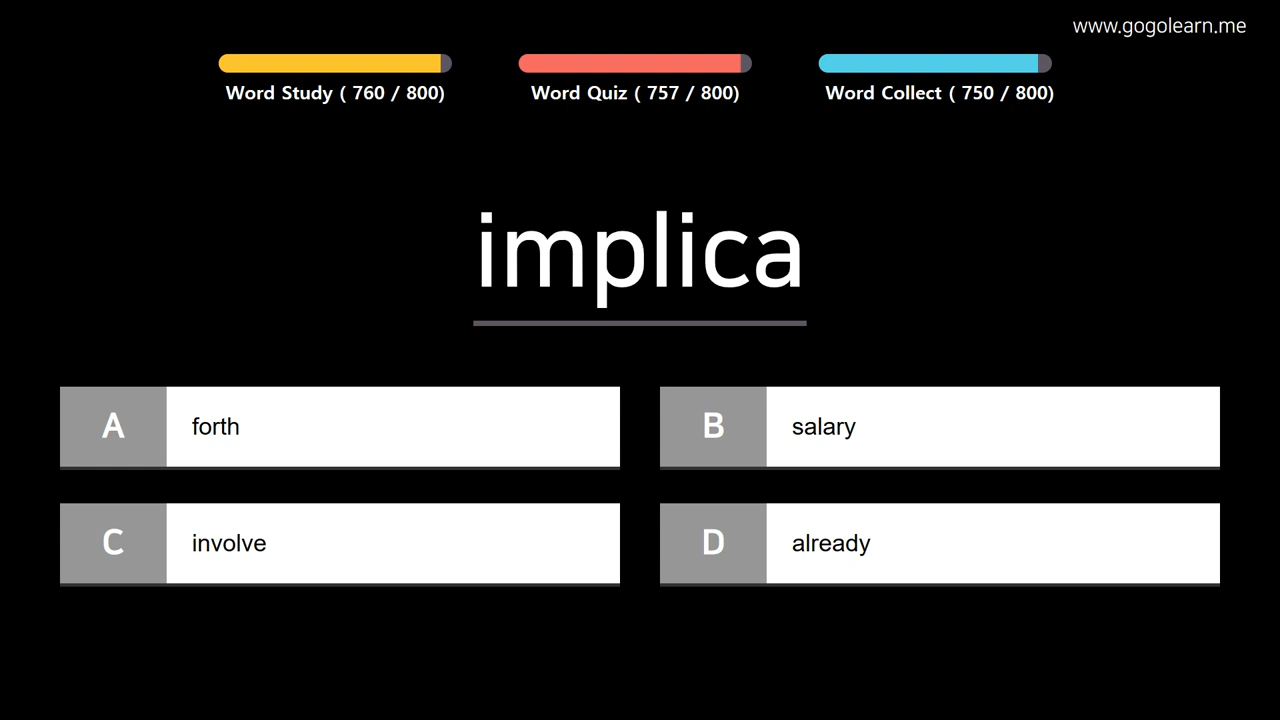 www.gogolearn.me
Word Study ( 760 / 800)
Word Quiz ( 757 / 800)
Word Collect ( 750 / 800)
implica
A forth
B salary
C involve
D already